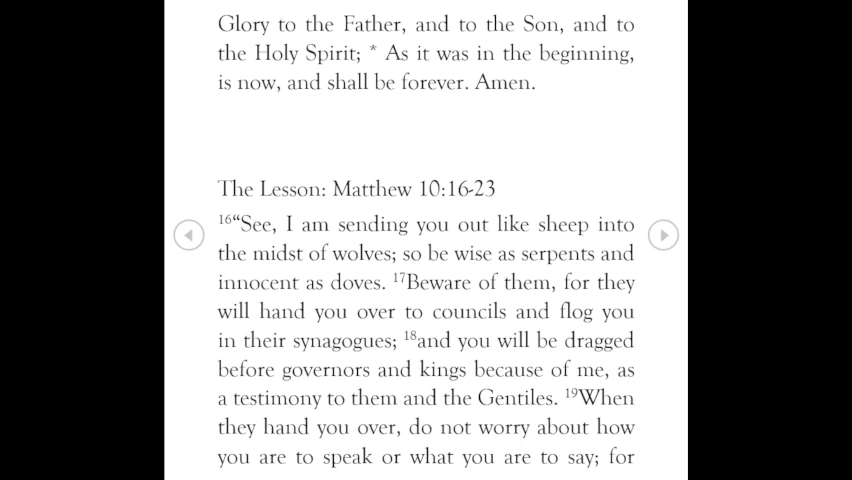 Glory to the Father, and to the Son, and to
the Holy Spirit; * As it was in the beginning,
is now, and shall be forever. Amen.
The Lesson: Matthew 10:16-23
16“See, I am sending you out like sheep into
the midst of wolves; so be wise as serpents and
innocent as doves. 17Beware of them, for they
will hand you over to councils and flog you
in their synagogues; 18and you will be dragged
before governors and kings because of me, as
a testimony to them and the Gentiles. 19When
they hand you over, do not worry about how
you are to speak or what you are to say; for